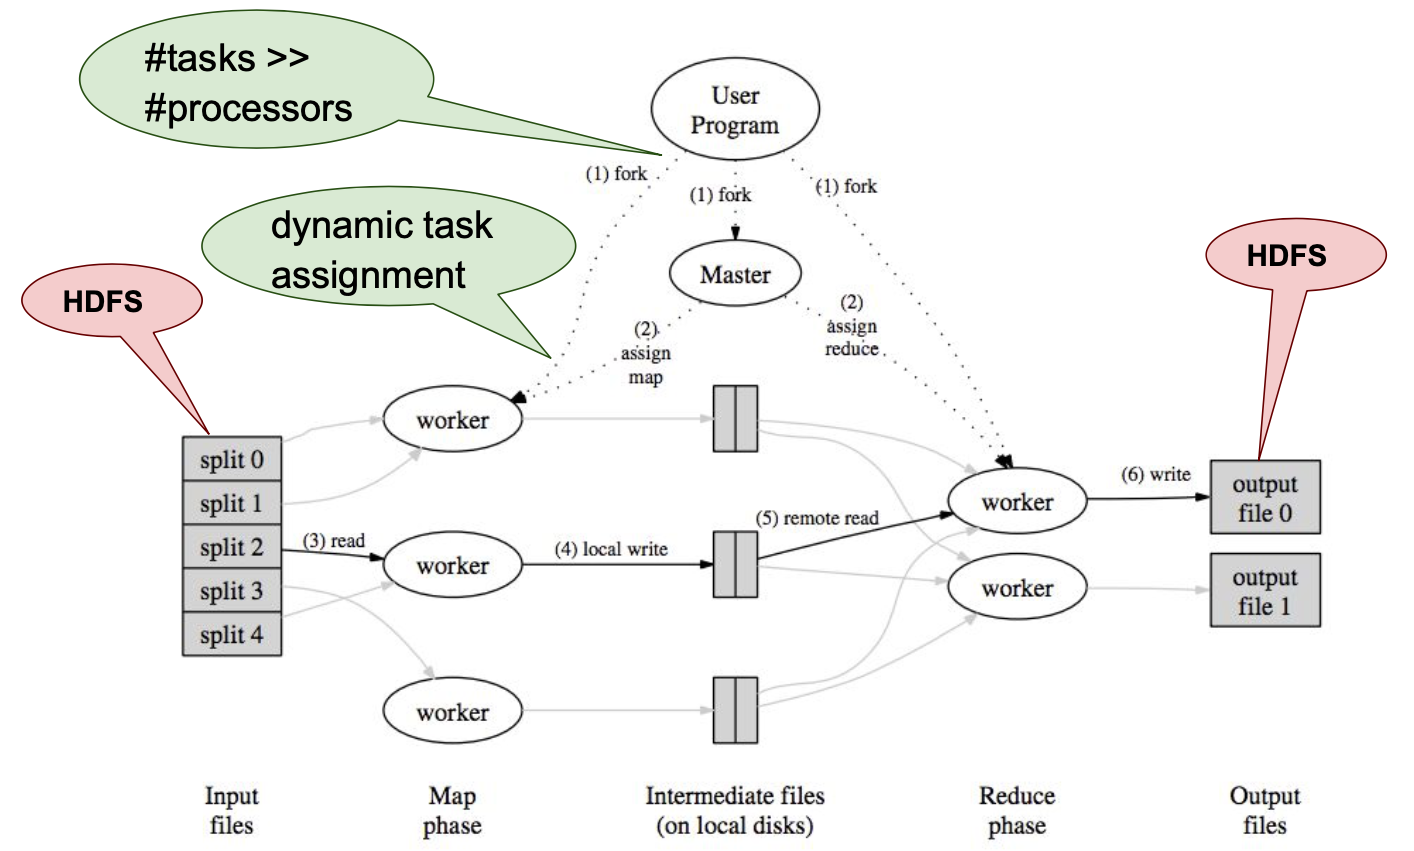 #tasks >>
#processors
User
Program
(1) fork
(1) fork
(1) fork
dynamic task
assignment
HDFS
HDFS
Master
(2)
assign
map
(2)
assign
reduce
worker
split 0
split 1
split 2
split 3
split 4
(3) read
worker
(4) local write
(5) remote read
worker
worker
worker
(6) write
output
file 0
output
file 1
Input
files
Map
phase
Intermediate files
(on local disks)
Reduce
phase
Output
files